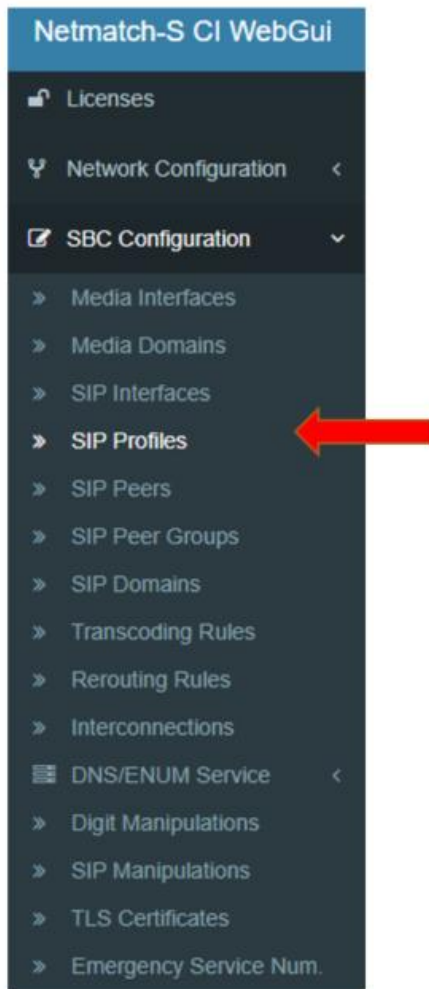 Netmatch-S CI WebGui
Licenses
Network Configuration
SBC Configuration
Media Interfaces
Media Domains
SIP Interfaces
SIP Profiles
SIP Peers
SIP Peer Groups
SIP Domains
Transcoding Rules
Rerouting Rules
Interconnections
DNS/ENUM Service
Digit Manipulations
SIP Manipulations
TLS Certificates
Emergency Service Num.